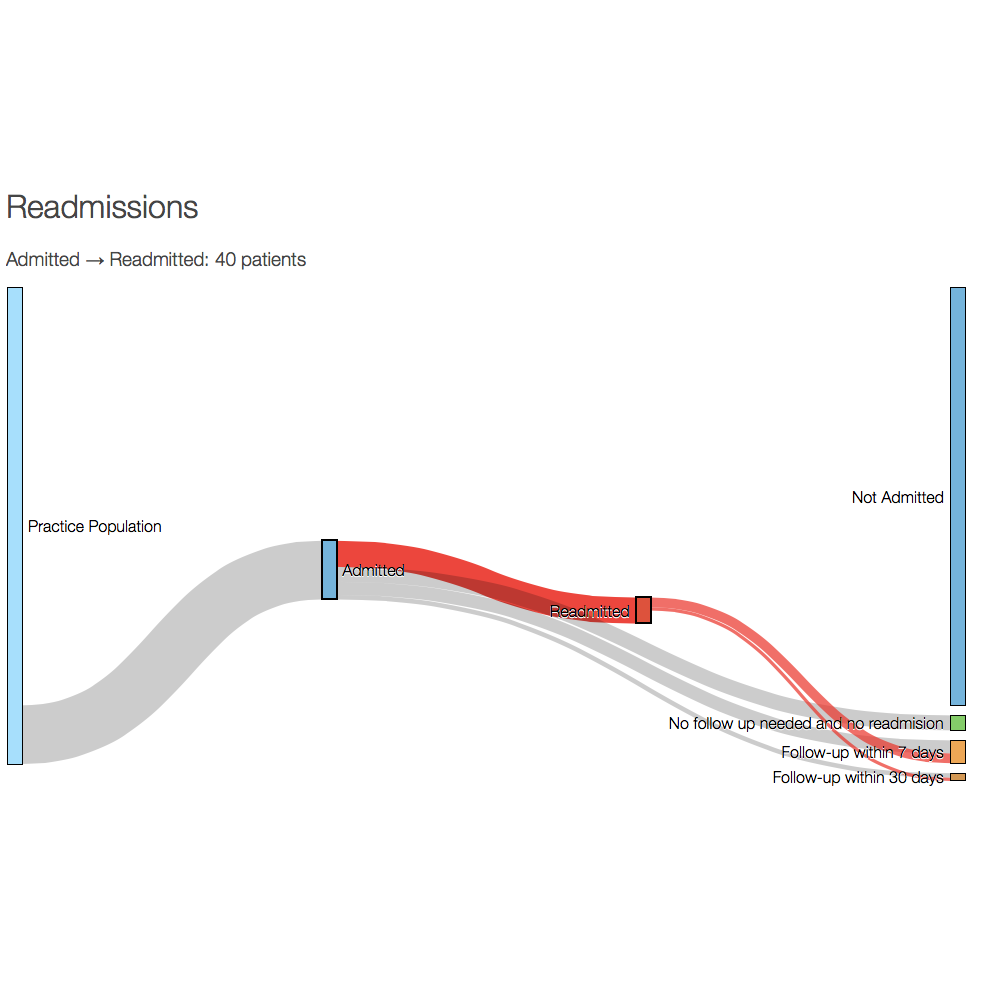 Readmissions
Admitted → Readmitted: 40 patients
Not Admitted
Practice Population
Admitted
Readmitted
No follow up needed and no readmision
Follow-up within 7 days
Follow-up within 30 days